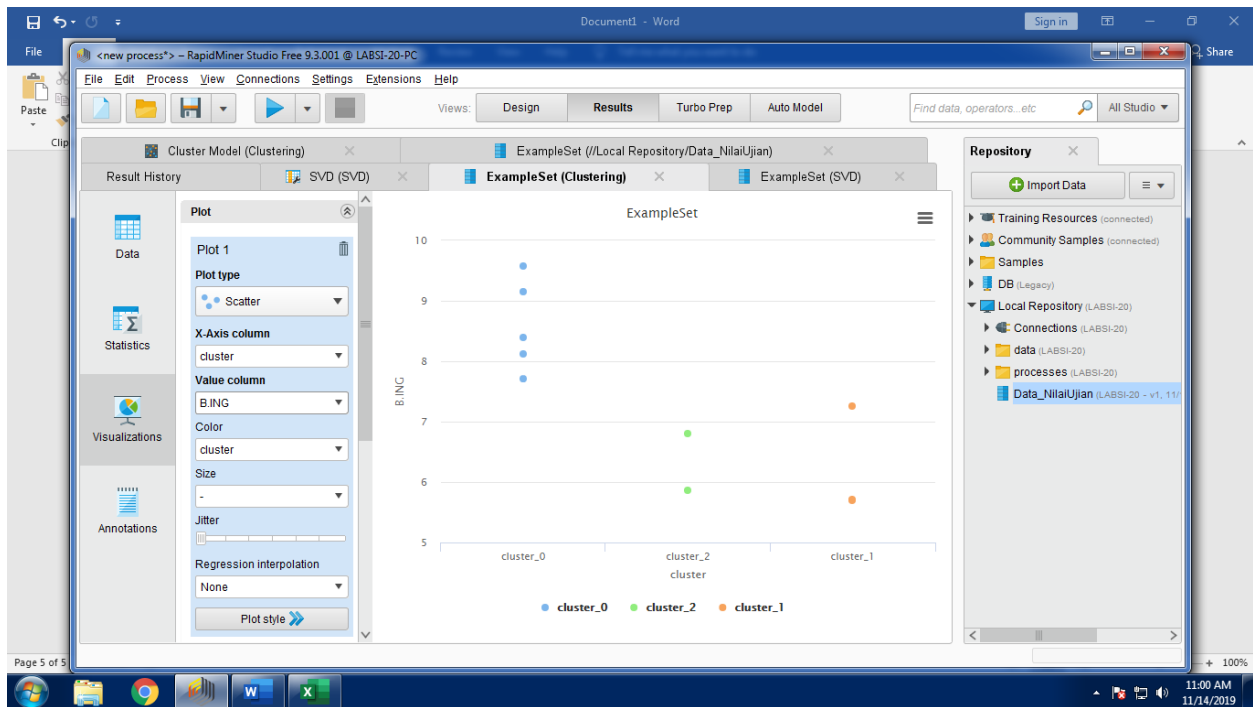 Document1 - Word
Sign in
File
Share
<new process*> – RapidMiner Studio Free 9.3.001 @ LABSI-20-PC
File Edit Process View Connections Settings Extensions Help
Paste
Clip
Views:
Design
Results
Turbo Prep
Auto Model
Find data, operators...etc
All Studio
Cluster Model (Clustering)
ExampleSet (//Local Repository/Data_NilaiUjian)
Result History
SVD (SVD)
ExampleSet (Clustering)
ExampleSet (SVD)
Data
Statistics
Visualizations
Annotations
Plot
Plot 1
Plot type
Scatter
X-Axis column
cluster
Value column
B.ING
Color
cluster
Size
-
Jitter
Regression interpolation
None
Plot style
ExampleSet
10
9
8
7
6
5
B.ING
cluster_0
cluster_2
cluster_1
cluster
cluster_0
cluster_2
cluster_1
Repository
Import Data
Training Resources (connected)
Community Samples (connected)
Samples
DB (Legacy)
Local Repository (LABSI-20)
Connections (LABSI-20)
data (LABSI-20)
processes (LABSI-20)
Data_NilaiUjian (LABSI-20 - v1, 11/
Page 5 of 5
100%
11:00 AM
11/14/2019